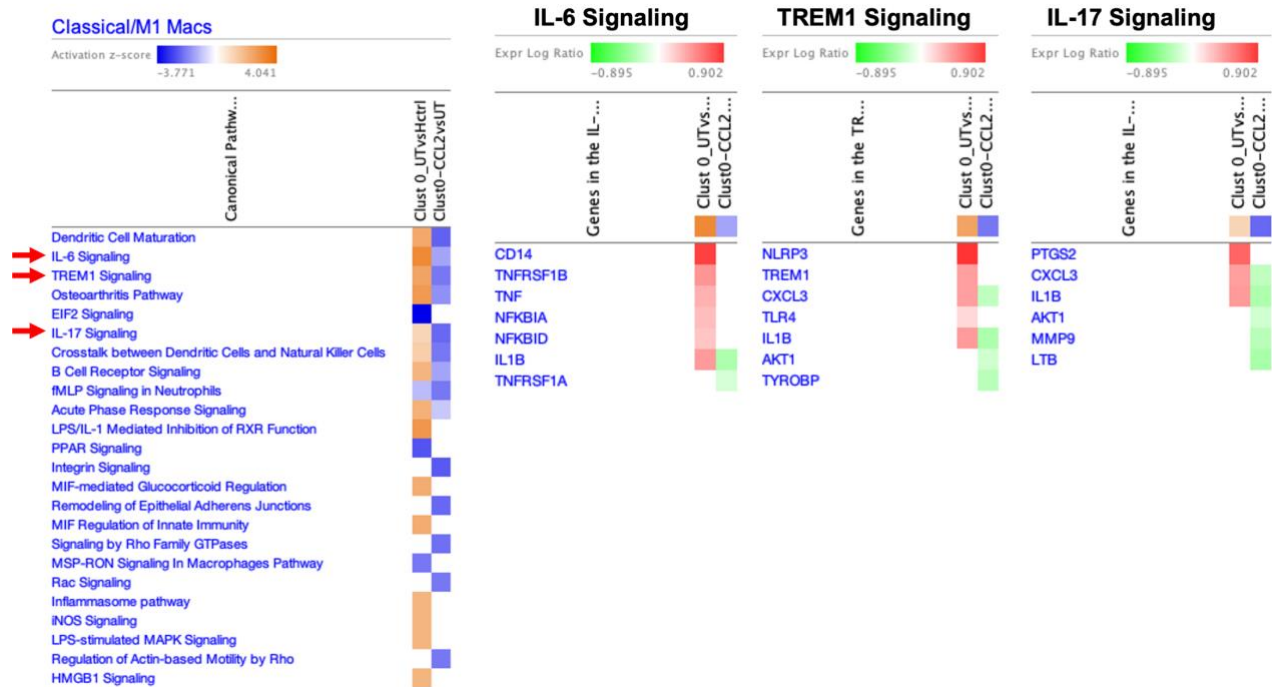 Classical/M1 Macs
Activation z-score
-3.771 4.041
Canonical Pathw...
Clust 0_UTvsHctrl
Clust0-CCL2vsUT
Dendritic Cell Maturation
IL-6 Signaling
TREM1 Signaling
Osteoarthritis Pathway
EIF2 Signaling
IL-17 Signaling
Crosstalk between Dendritic Cells and Natural Killer Cells
B Cell Receptor Signaling
fMLP Signaling in Neutrophils
Acute Phase Response Signaling
LPS/IL-1 Mediated Inhibition of RXR Function
PPAR Signaling
Integrin Signaling
MIF-mediated Glucocorticoid Regulation
Remodeling of Epithelial Adherens Junctions
MIF Regulation of Innate Immunity
Signaling by Rho Family GTPases
MSP-RON Signaling In Macrophages Pathway
Rac Signaling
Inflammasome pathway
iNOS Signaling
LPS-stimulated MAPK Signaling
Regulation of Actin-based Motility by Rho
HMGB1 Signaling
IL-6 Signaling
Expr Log Ratio
-0.895 0.902
Genes in the IL-...
Clust 0_UTvs...
Clust0-CCL2...
CD14
TNFRSF1B
TNF
NFKBIA
NFKBID
IL1B
TNFRSF1A
TREM1 Signaling
Expr Log Ratio
-0.895 0.902
Genes in the TR...
Clust 0_UTvs...
Clust0-CCL2...
NLRP3
TREM1
CXCL3
TLR4
IL1B
AKT1
TYROBP
IL-17 Signaling
Expr Log Ratio
-0.895 0.902
Genes in the IL-...
Clust 0_UTvs...
Clust0-CCL2...
PTGS2
CXCL3
IL1B
AKT1
MMP9
LTB